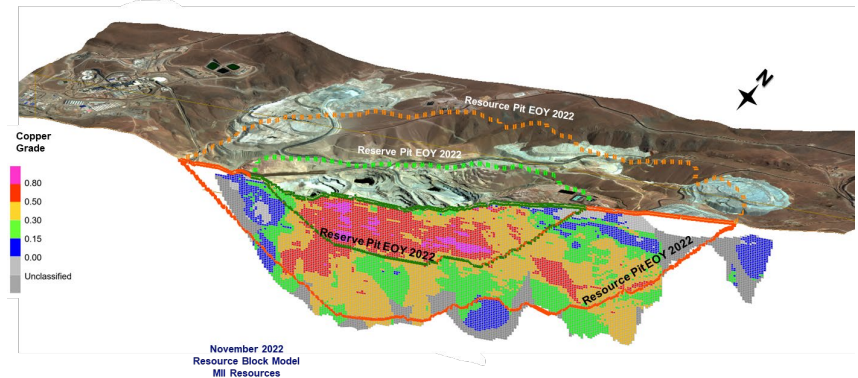 N
Resource Pit EOY 2022
Reserve Pit EOY 2022
Copper
Grade
0.80
0.50
0.30
0.15
0.00
Unclassified
Reserve Pit EOY 2022
Resource Pit EOY 2022
November 2022
Resource Block Model
MII Resources